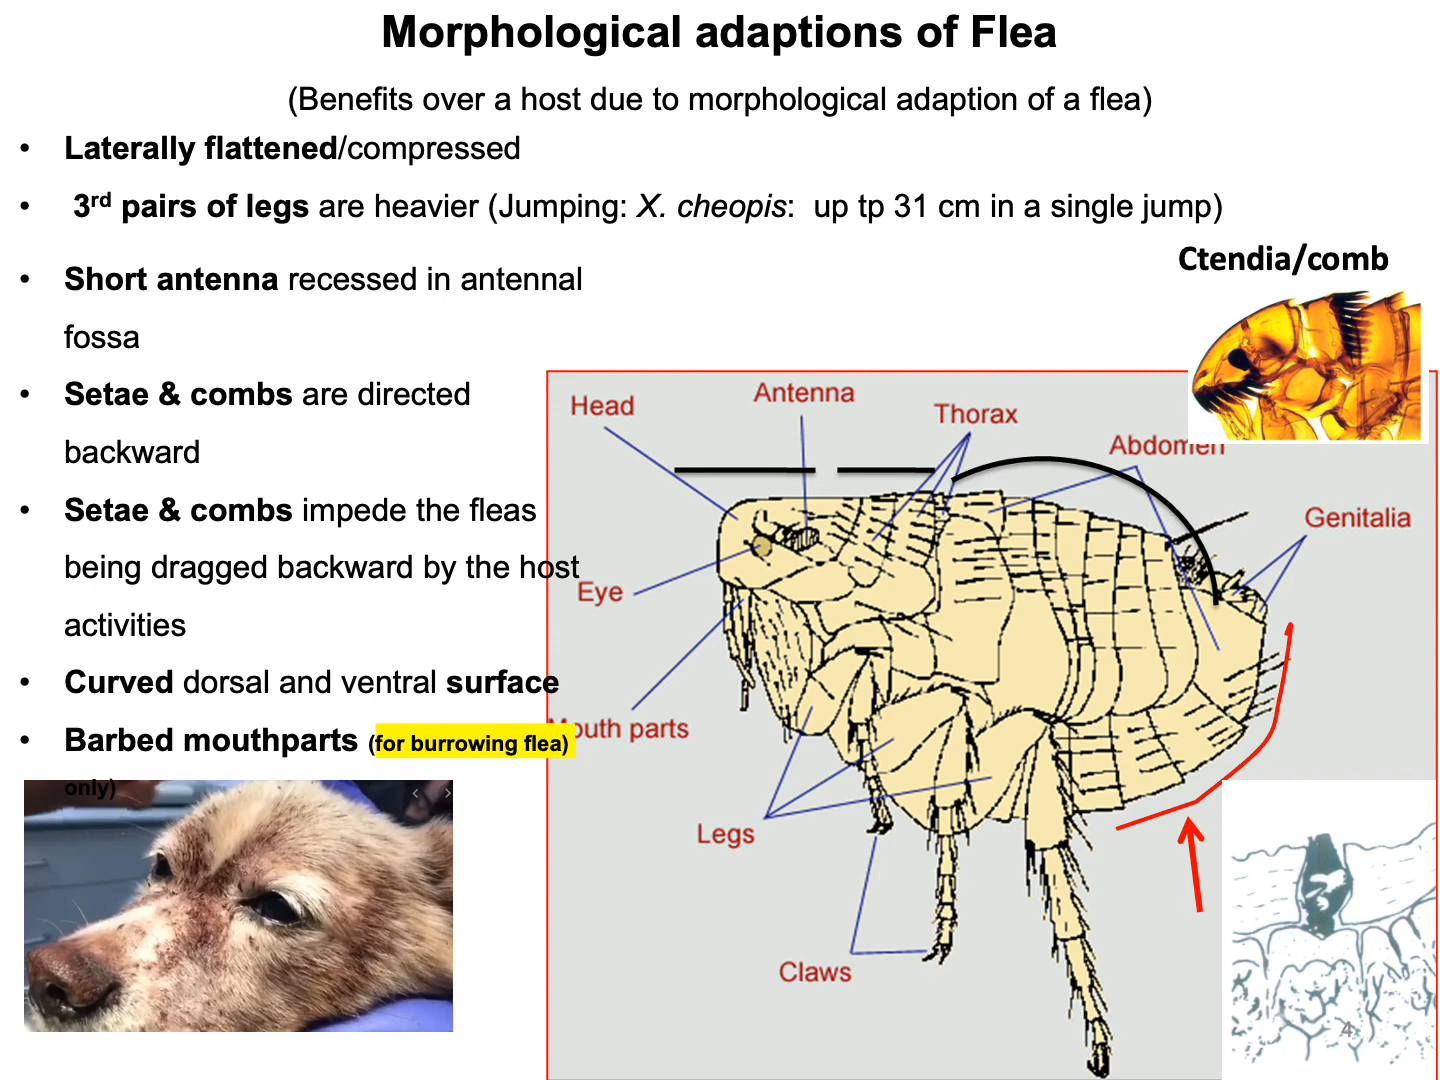 Morphological adaptions of Flea
(Benefits over a host due to morphological adaption of a flea)
• Laterally flattened/compressed
• 3rd pairs of legs are heavier (Jumping: X. cheopis: up tp 31 cm in a single jump)
• Short antenna recessed in antennal
fossa
• Setae & combs are directed
backward
• Setae & combs impede the fleas
being dragged backward by the host
activities
• Curved dorsal and ventral surface
• Barbed mouthparts (for burrowing flea)
only)
Ctendia/comb
Head
Antenna
Thorax
Abdomen
Genitalia
Eye
Mouth parts
Legs
Claws
4